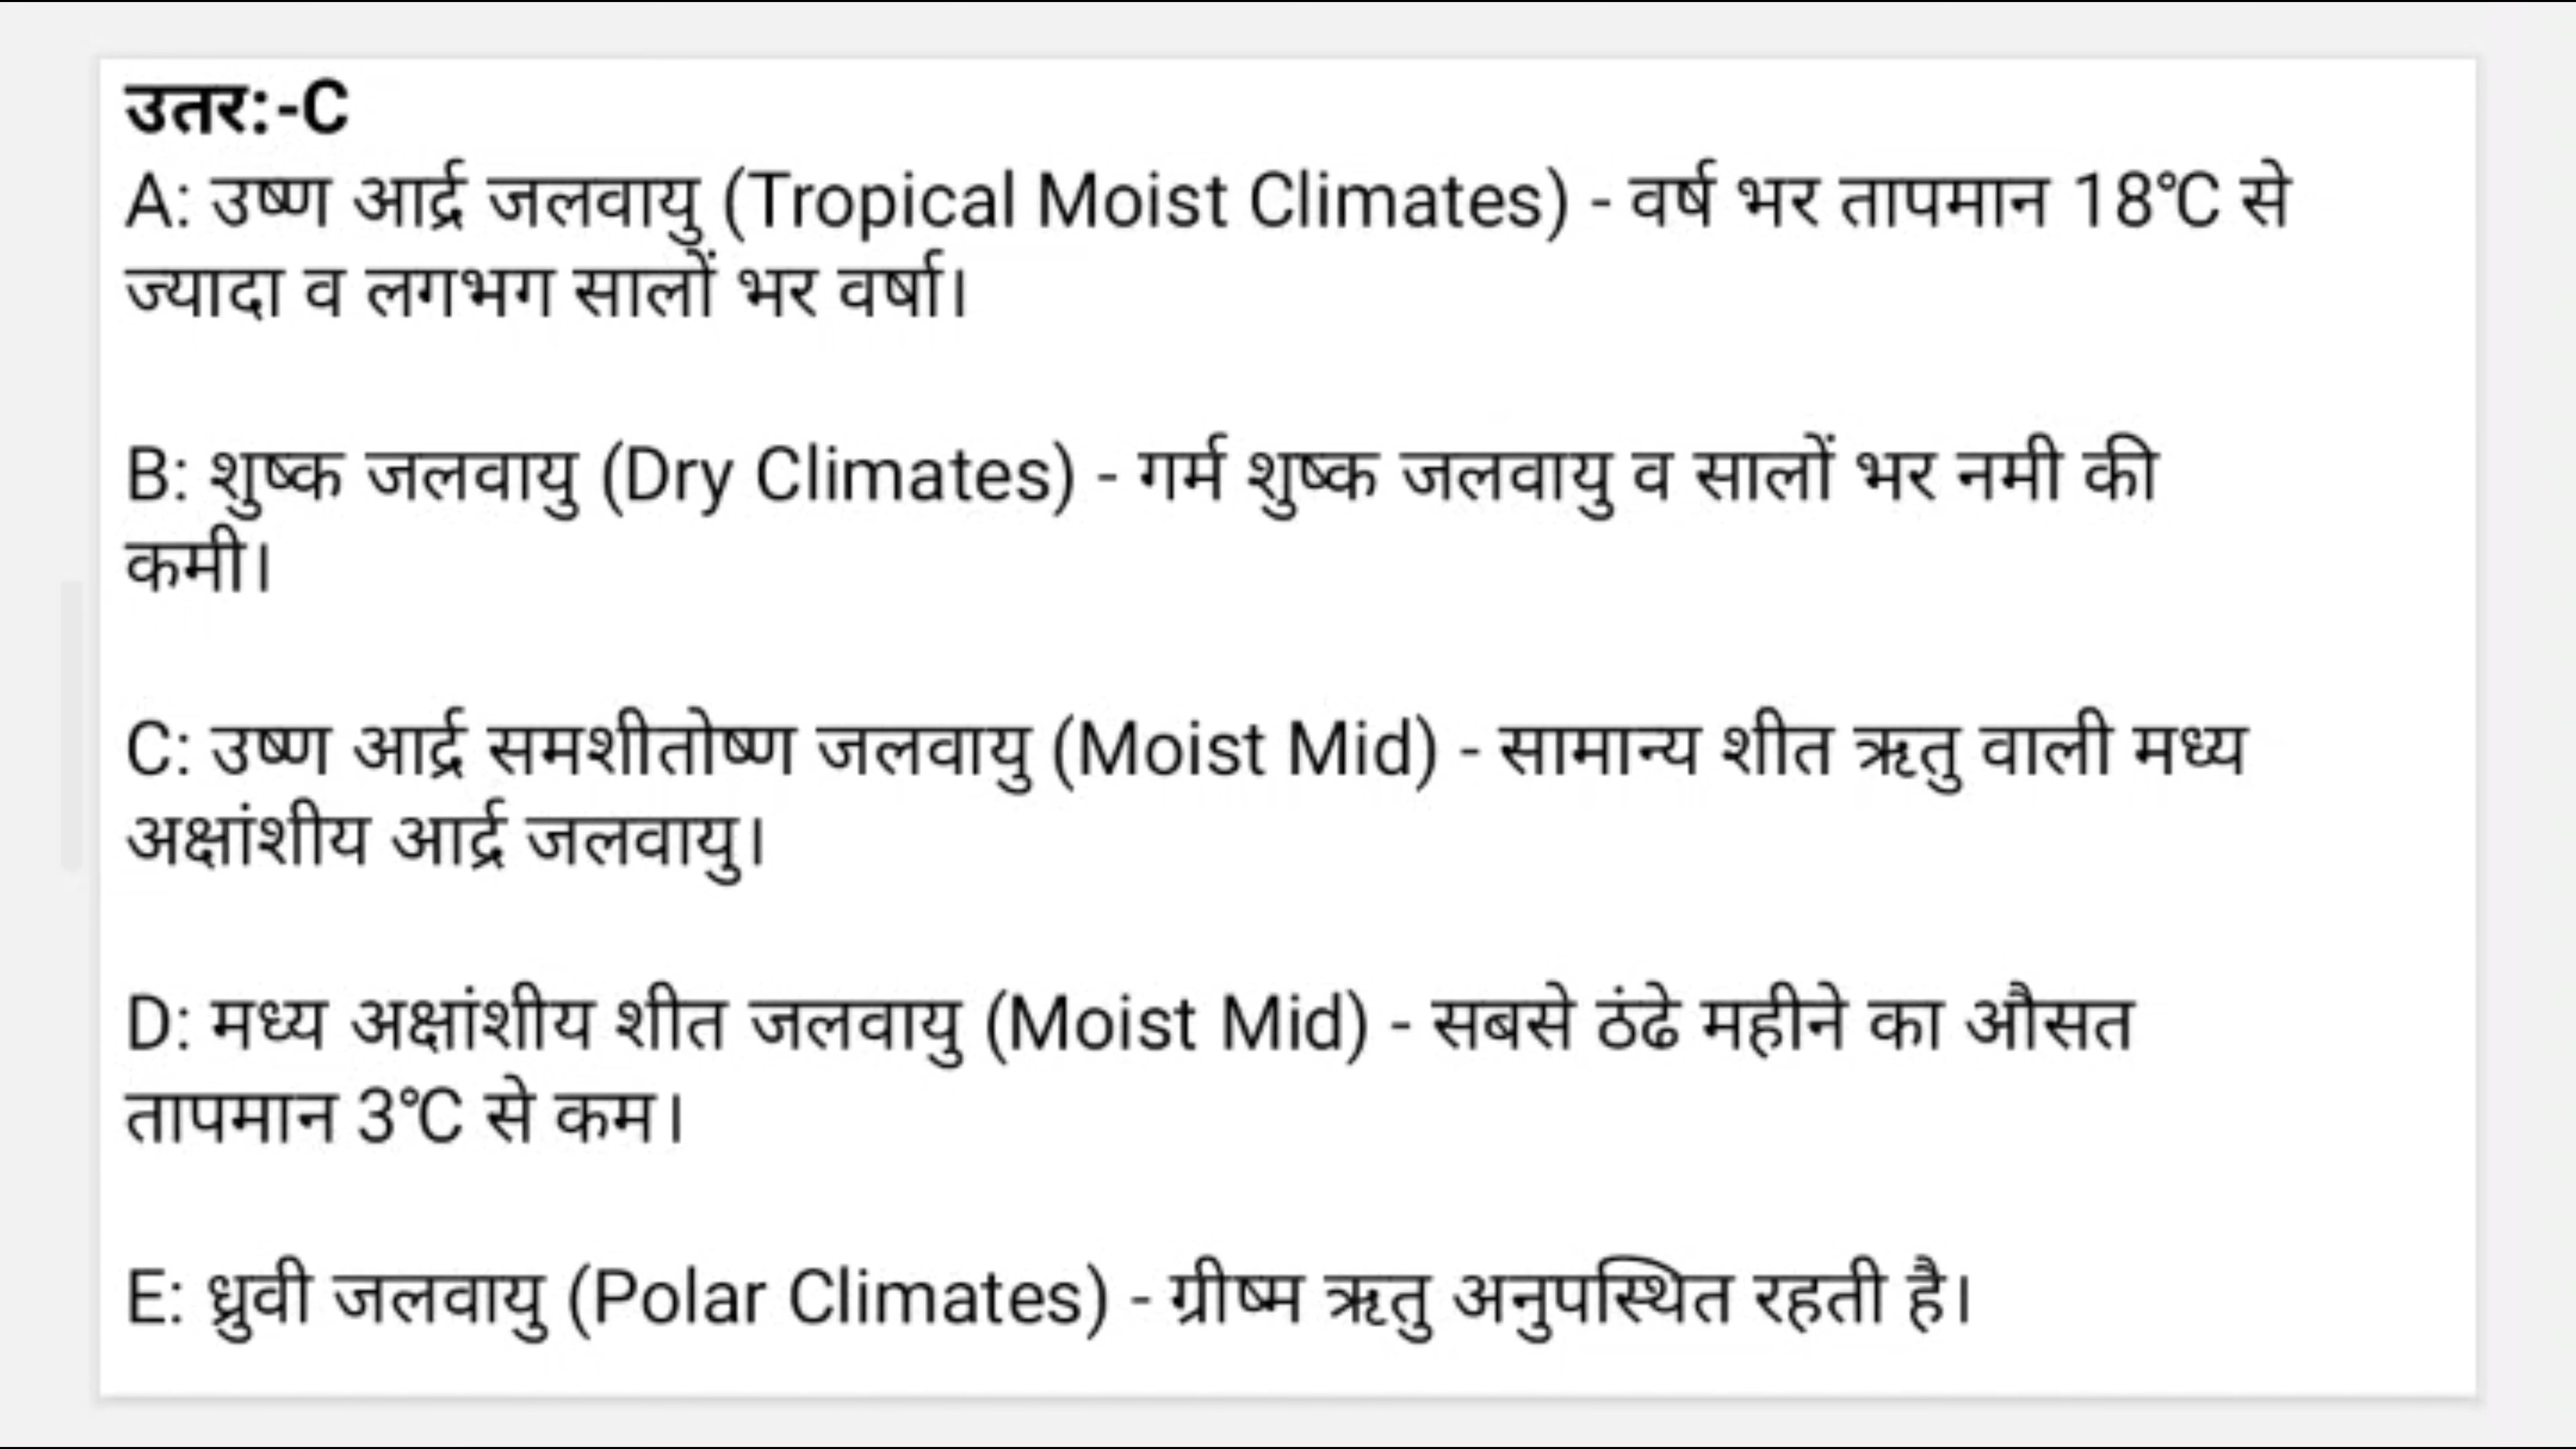 उतर:-C
A: उष्ण आर्द्र जलवायु (Tropical Moist Climates) - वर्ष भर तापमान 18°C से
ज्यादा व लगभग सालों भर वर्षा।
B: शुष्क जलवायु (Dry Climates) - गर्म शुष्क जलवायु व सालों भर नमी की
कमी।
C: उष्ण आर्द्र समशीतोष्ण जलवायु (Moist Mid) - सामान्य शीत ऋतु वाली मध्य
अक्षांशीय आर्द्र जलवायु।
D: मध्य अक्षांशीय शीत जलवायु (Moist Mid) - सबसे ठंढे महीने का औसत
तापमान 3°C से कम।
E: ध्रुवी जलवायु (Polar Climates) - ग्रीष्म ऋतु अनुपस्थित रहती है।